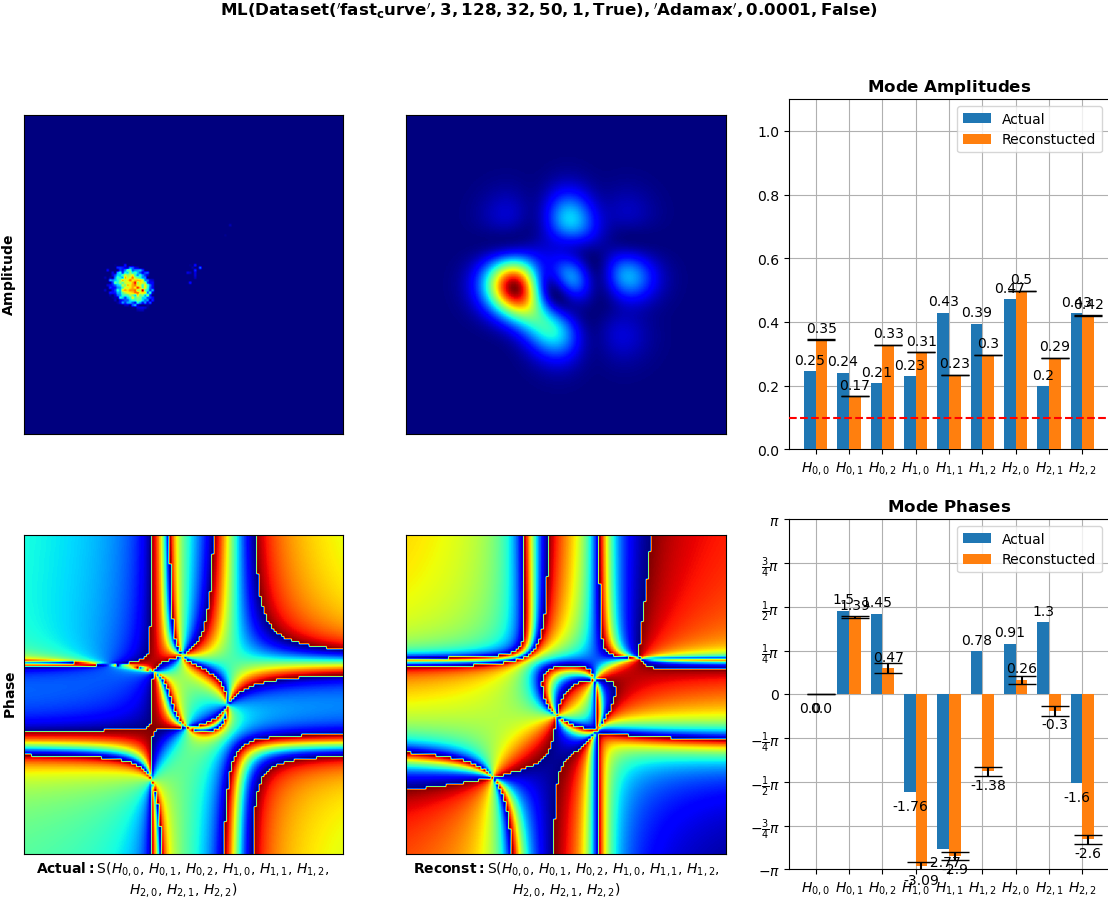 ML(Dataset('fast_curve', 3, 128, 32, 50, 1, True), 'Adamax', 0.0001, False)
Amplitude
Mode Amplitudes
Actual
Reconstucted
1.0
0.8
0.6
0.4
0.2
0.0
0.25 0.35
0.24 0.17
0.21 0.33
0.23 0.31
0.43 0.23
0.39 0.3
0.47 0.5
0.2 0.29
0.43 0.42
H0,0 H0,1 H0,2 H1,0 H1,1 H1,2 H2,0 H2,1 H2,2
Phase
Mode Phases
Actual
Reconstucted
π
3/4π
1/2π
1/4π
0
−1/4π
−1/2π
−3/4π
−π
0.0 0.0
1.5 1.39
1.45 0.47
-1.76 -3.09
-2.77 -2.9
0.78 -1.38
0.91 0.26
1.3 -0.3
-1.6 -2.6
H0,0 H0,1 H0,2 H1,0 H1,1 H1,2 H2,0 H2,1 H2,2
Actual: S(H0,0, H0,1, H0,2, H1,0, H1,1, H1,2,
H2,0, H2,1, H2,2)
Reconst: S(H0,0, H0,1, H0,2, H1,0, H1,1, H1,2,
H2,0, H2,1, H2,2)